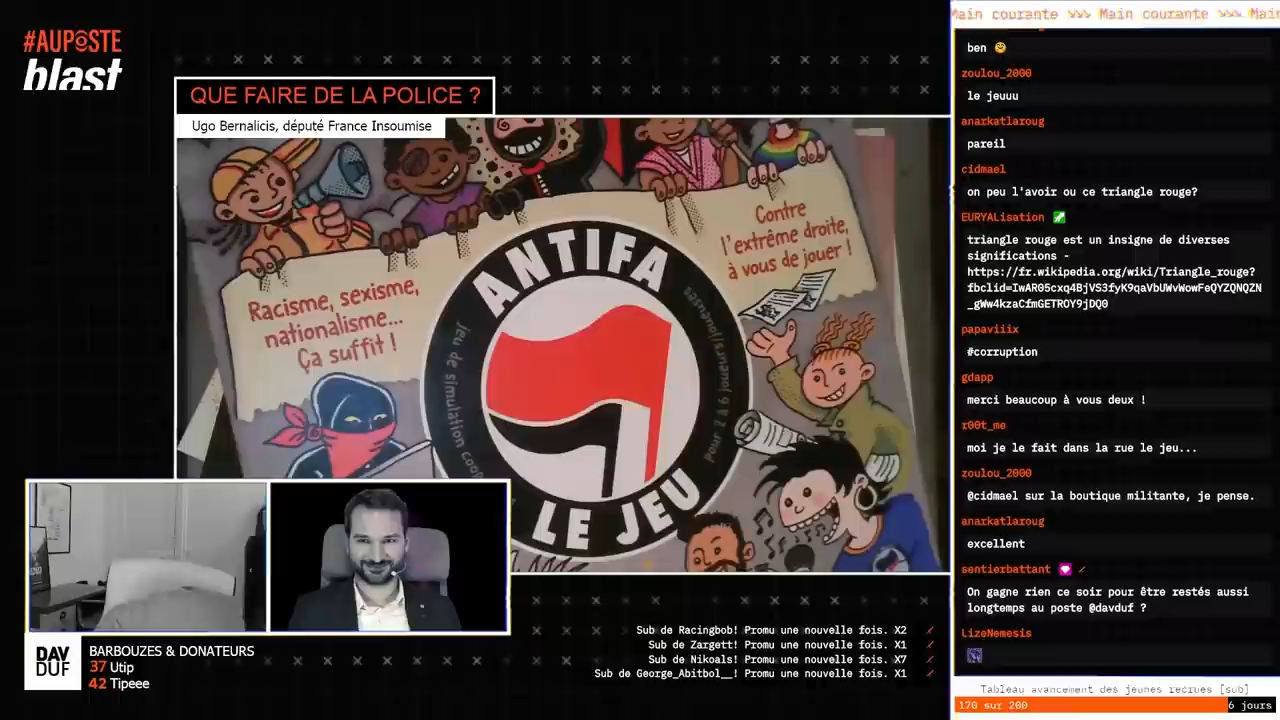 #AUPOSTE
blast
QUE FAIRE DE LA POLICE ?
Ugo Bernalicis, député France Insoumise
Racisme, sexisme,
nationalisme...
Ça suffit !
Contre
l'extrême droite,
à vous de jouer !
ANTIFA
LE JEU
jeu de simulation
pour 2 à 6 joueurs/joueuses
DAV
DUF
BARBOUZES & DONATEURS
37 Utip
42 Tipeee
Sub de Racingbob! Promu une nouvelle fois. X2
Sub de Zargett! Promu une nouvelle fois. X1
Sub de Nikoals! Promu une nouvelle fois. X7
Sub de George_Abitbol__! Promu une nouvelle fois. X1
Main courante >>> Main courante >>> Main
ben
zoulou_2000
le jeuuu
anarkatlaroug
pareil
cidmael
on peu l'avoir ou ce triangle rouge?
EURYALisation
triangle rouge est un insigne de diverses
significations -
https://fr.wikipedia.org/wiki/Triangle_rouge?
fbclid=IwAR05cxq4BjVS3fyK9qaVbUWvWowFeQYZQNQZN
_gWw4kzaCfmGETROY9jDQ0
papaviiix
#corruption
gdapp
merci beaucoup à vous deux !
r00t_me
moi je le fait dans la rue le jeu...
zoulou_2000
@cidmael sur la boutique militante, je pense.
anarkatlaroug
excellent
sentierbattant
On gagne rien ce soir pour être restés aussi
longtemps au poste @davduf ?
LizeNemesis
Tableau avancement des jeunes recrues [sub]
170 sur 200
6 jours